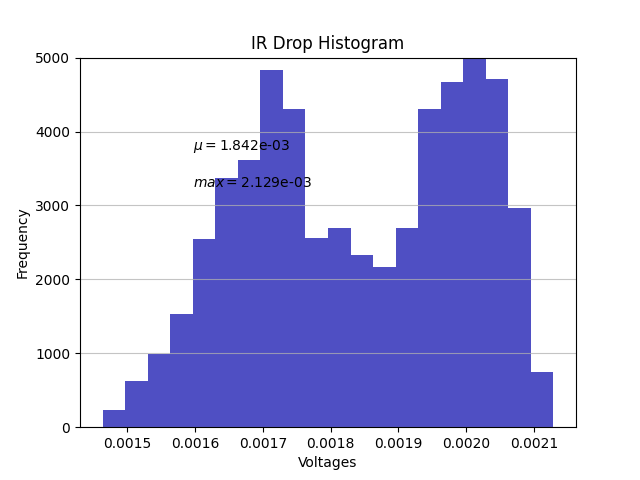 IR Drop Histogram
5000
4000
3000
2000
1000
0
Frequency
μ = 1.842e-03
max = 2.129e-03
0.0015 0.0016 0.0017 0.0018 0.0019 0.0020 0.0021
Voltages